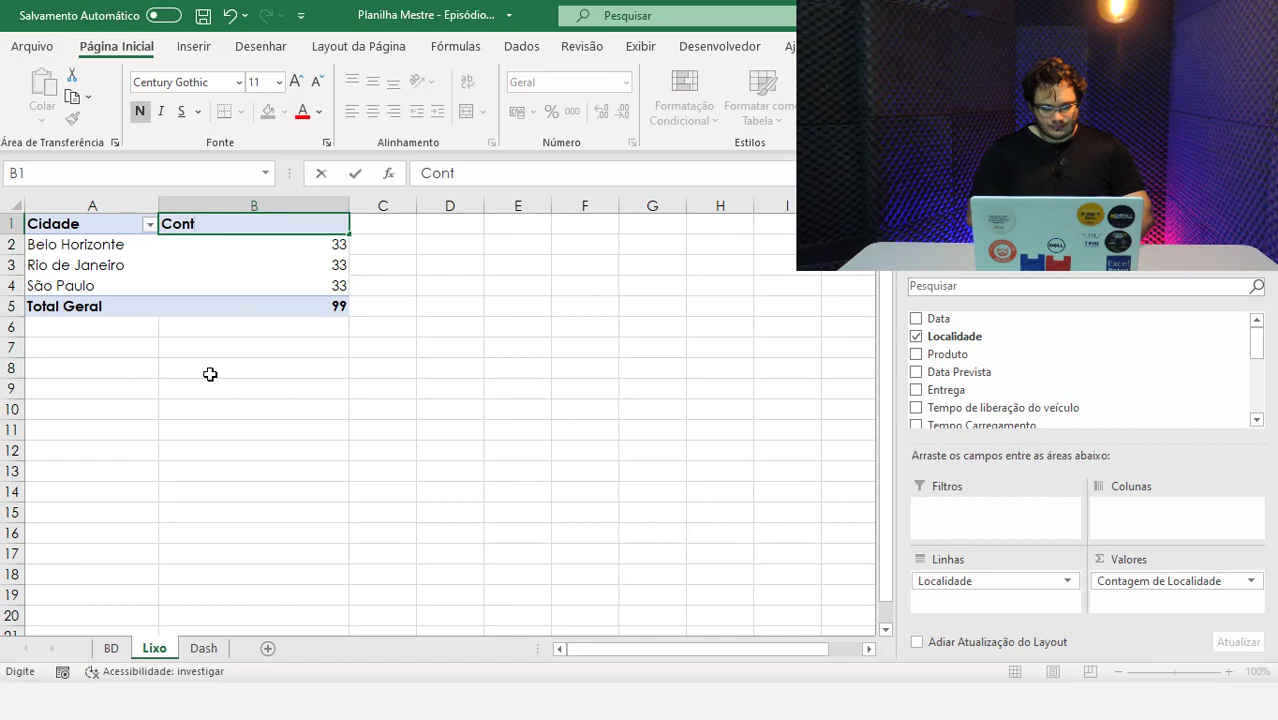 Salvamento Automático
Planilha Mestre - Episódio...
Pesquisar
Arquivo
Página Inicial
Inserir
Desenhar
Layout da Página
Fórmulas
Dados
Revisão
Exibir
Desenvolvedor
Aj
Colar
Century Gothic
11
N
I
S
Geral
%
000
Formatação
Condicional
Formatar como
Tabela
Área de Transferência
Fonte
Alinhamento
Número
Estilos
B1
fx
Cont
A B C D E F G H I
1 Cidade Cont
2 Belo Horizonte 33
3 Rio de Janeiro 33
4 São Paulo 33
5 Total Geral 99
6
7
8
9
10
11
12
13
14
15
16
17
18
19
20
21
DELL
Excel
Pesquisar
Data
Localidade
Produto
Data Prevista
Entrega
Tempo de liberação do veículo
Tempo Carregamento
Arraste os campos entre as áreas abaixo:
Filtros
Colunas
Linhas
Σ Valores
Localidade
Contagem de Localidade
Adiar Atualização do Layout
Atualizar
BD
Lixo
Dash
Digite
Acessibilidade: investigar
100%